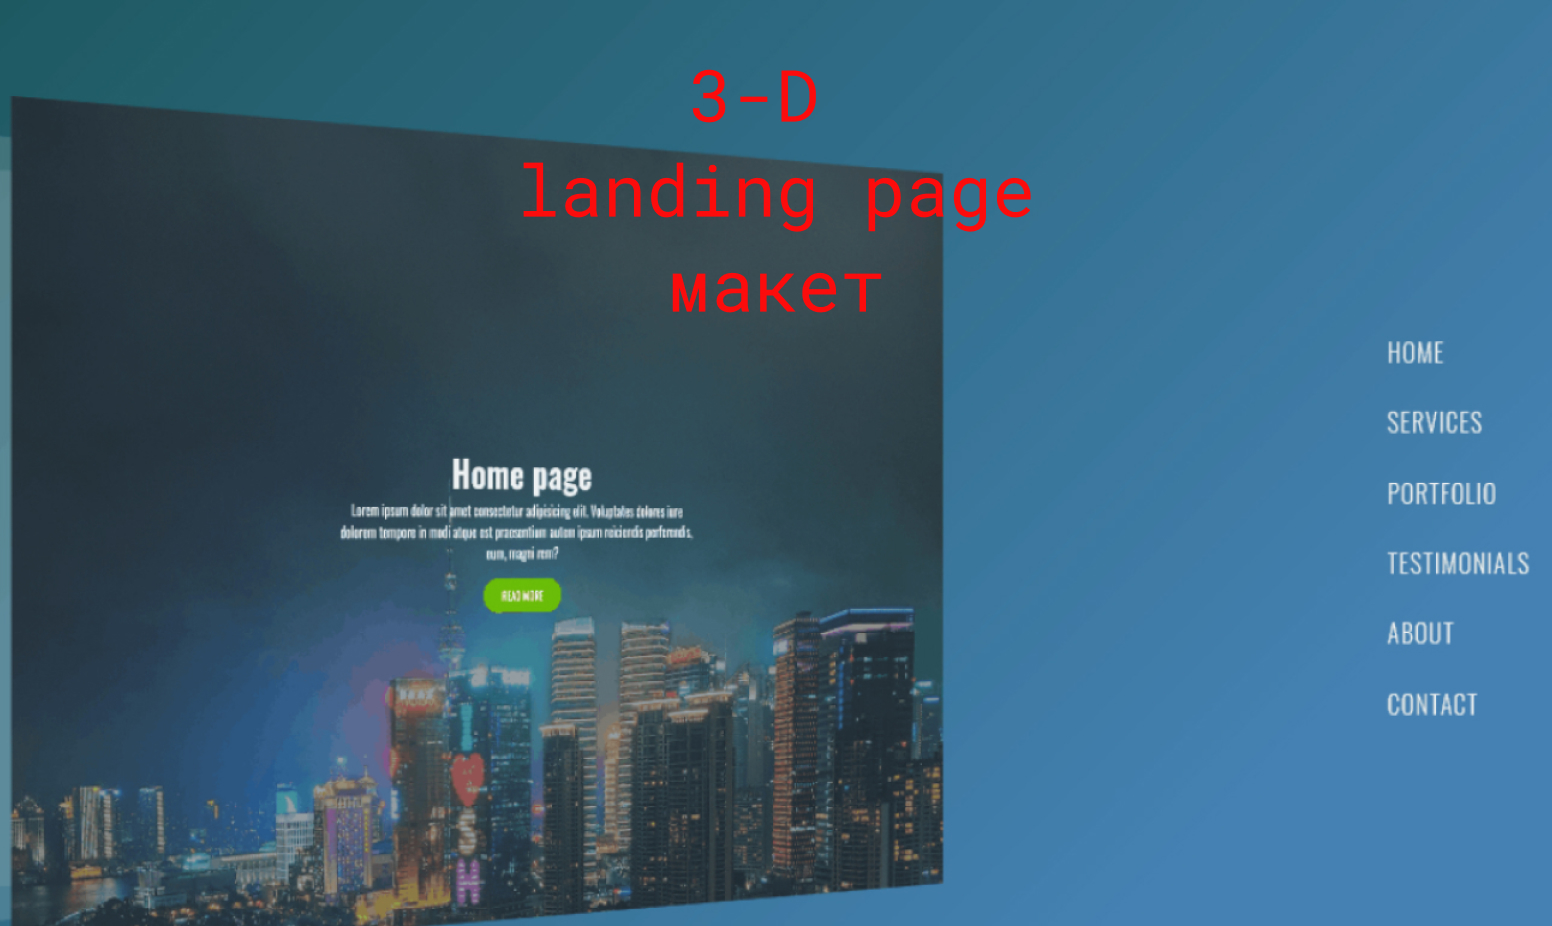 3-D
landing page
макет
HOME
SERVICES
PORTFOLIO
TESTIMONIALS
ABOUT
CONTACT
Home page
Lorem ipsum dolor sit amet consectetur adipisicing elit. Voluptates dolores iure
dolorem tempore in modi atque est praesentium autem ipsum reiciendis perferendis,
eum, magni rem?
READ MORE
I
♥
S
H